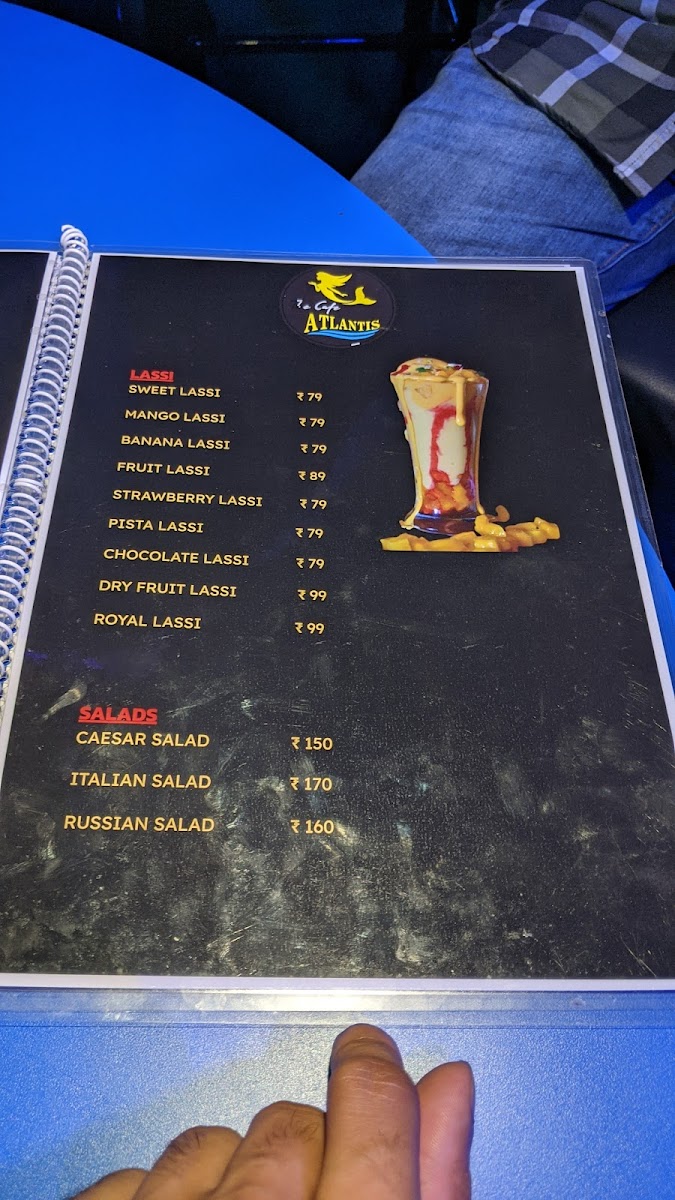 Cafe
ATLANTIS
LASSI
SWEET LASSI ₹ 79
MANGO LASSI ₹ 79
BANANA LASSI ₹ 79
FRUIT LASSI ₹ 89
STRAWBERRY LASSI ₹ 79
PISTA LASSI ₹ 79
CHOCOLATE LASSI ₹ 79
DRY FRUIT LASSI ₹ 99
ROYAL LASSI ₹ 99
SALADS
CAESAR SALAD ₹ 150
ITALIAN SALAD ₹ 170
RUSSIAN SALAD ₹ 160